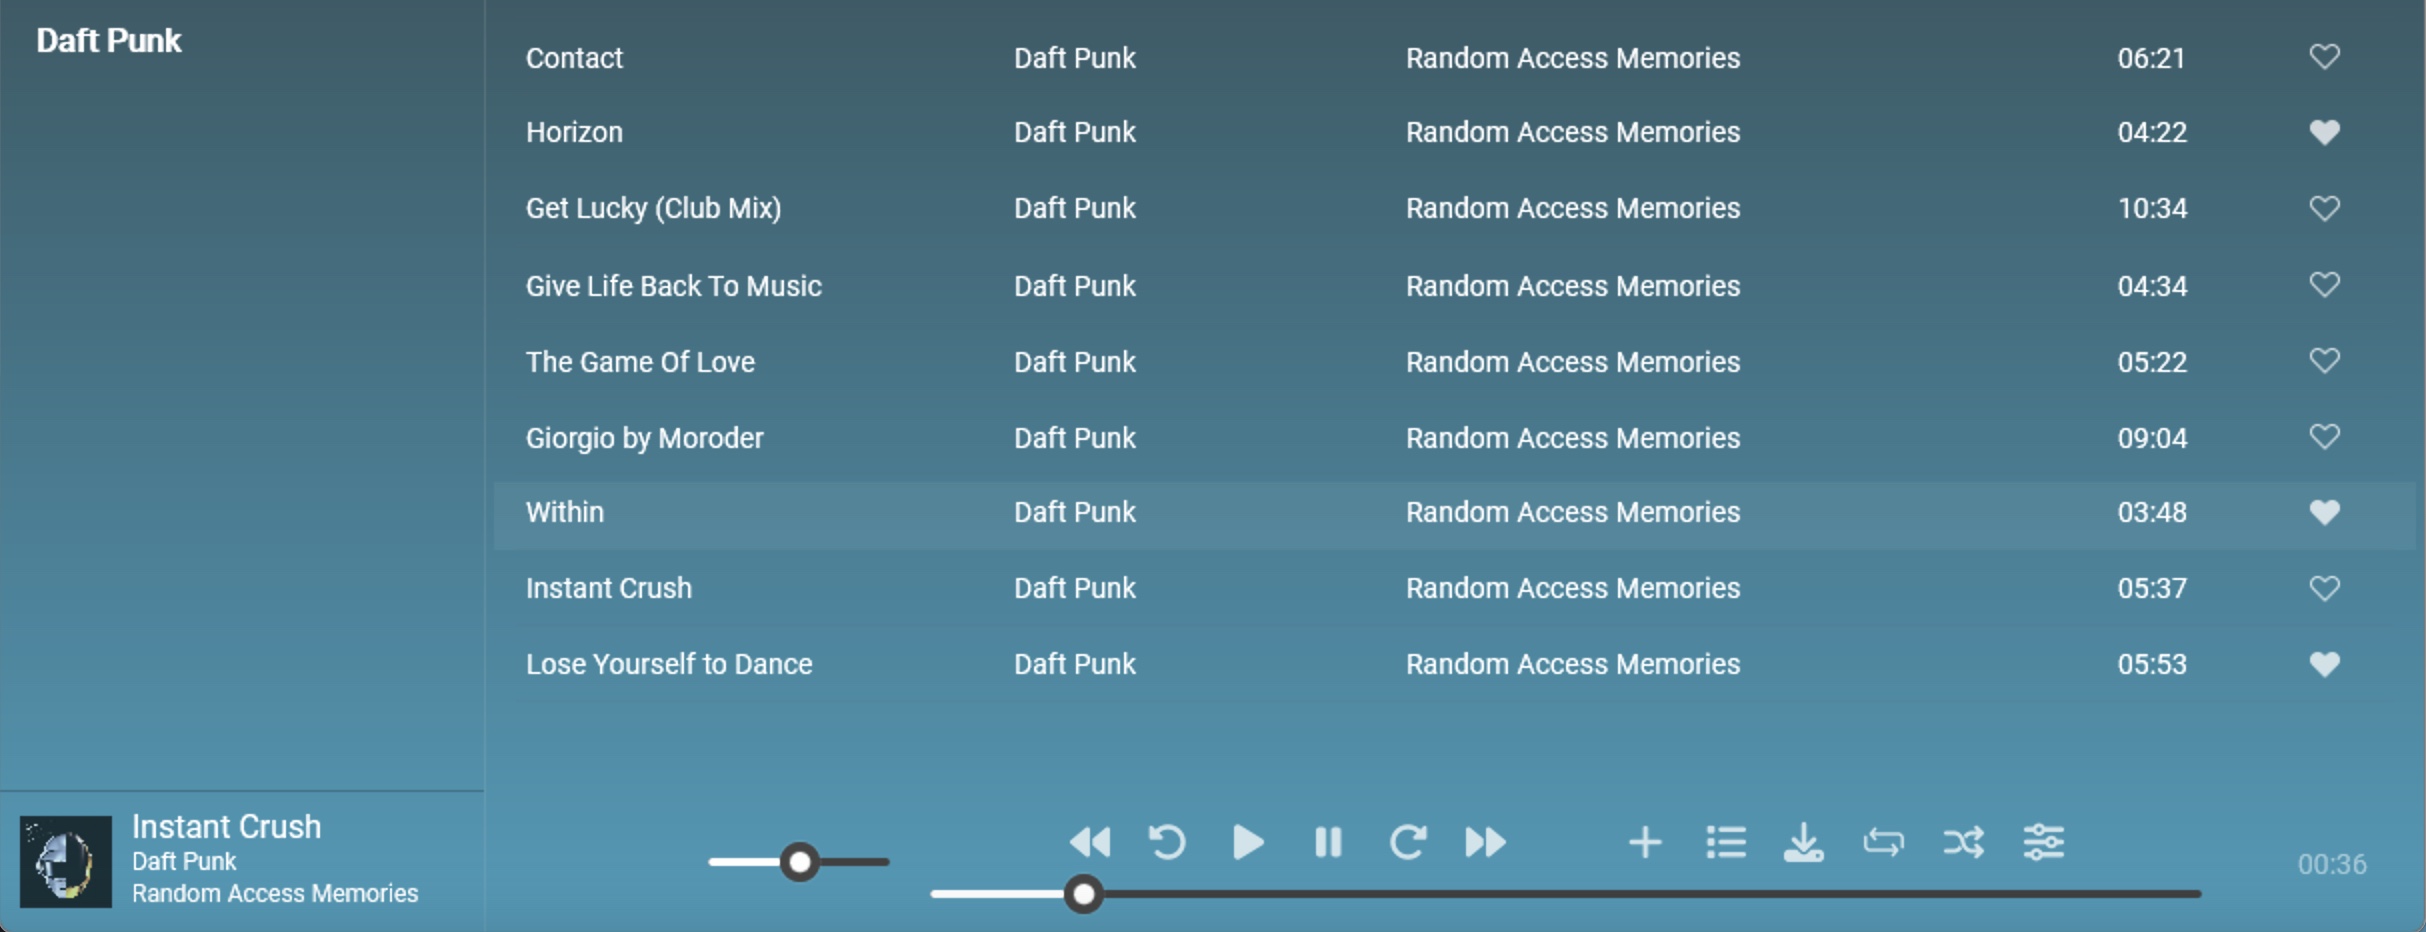 Daft Punk
Contact Daft Punk Random Access Memories 06:21
Horizon Daft Punk Random Access Memories 04:22
Get Lucky (Club Mix) Daft Punk Random Access Memories 10:34
Give Life Back To Music Daft Punk Random Access Memories 04:34
The Game Of Love Daft Punk Random Access Memories 05:22
Giorgio by Moroder Daft Punk Random Access Memories 09:04
Within Daft Punk Random Access Memories 03:48
Instant Crush Daft Punk Random Access Memories 05:37
Lose Yourself to Dance Daft Punk Random Access Memories 05:53
Instant Crush
Daft Punk
Random Access Memories
00:36